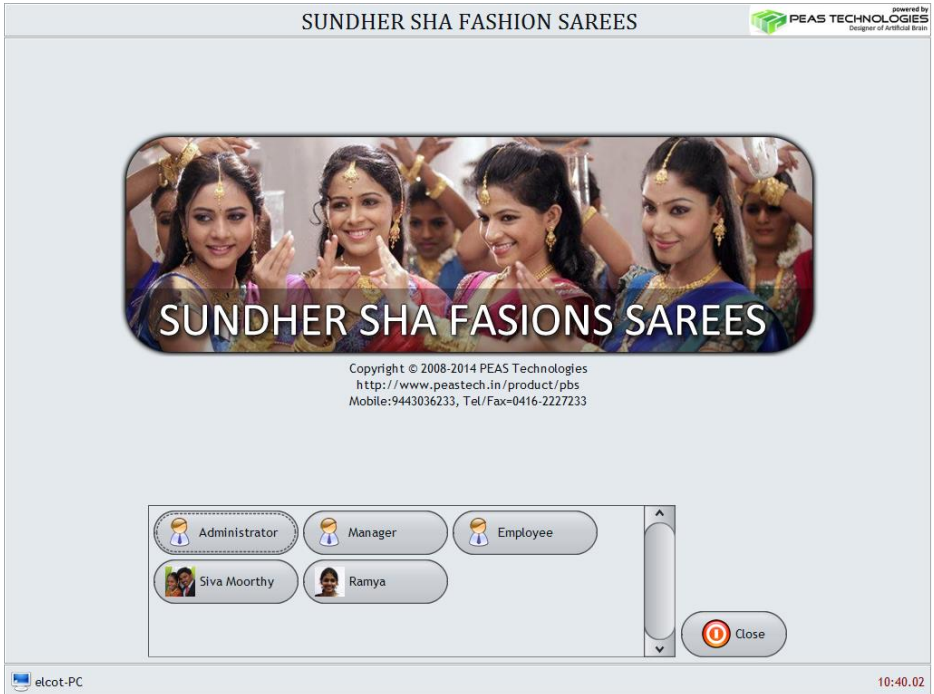 SUNDHER SHA FASHION SAREES
powered by
PEAS TECHNOLOGIES
Designer of Artificial Brain
SUNDHER SHA FASIONS SAREES
Copyright © 2008-2014 PEAS Technologies
http://www.peastech.in/product/pbs
Mobile:9443036233, Tel/Fax=0416-2227233
Administrator
Manager
Employee
Siva Moorthy
Ramya
Close
elcot-PC
10:40.02